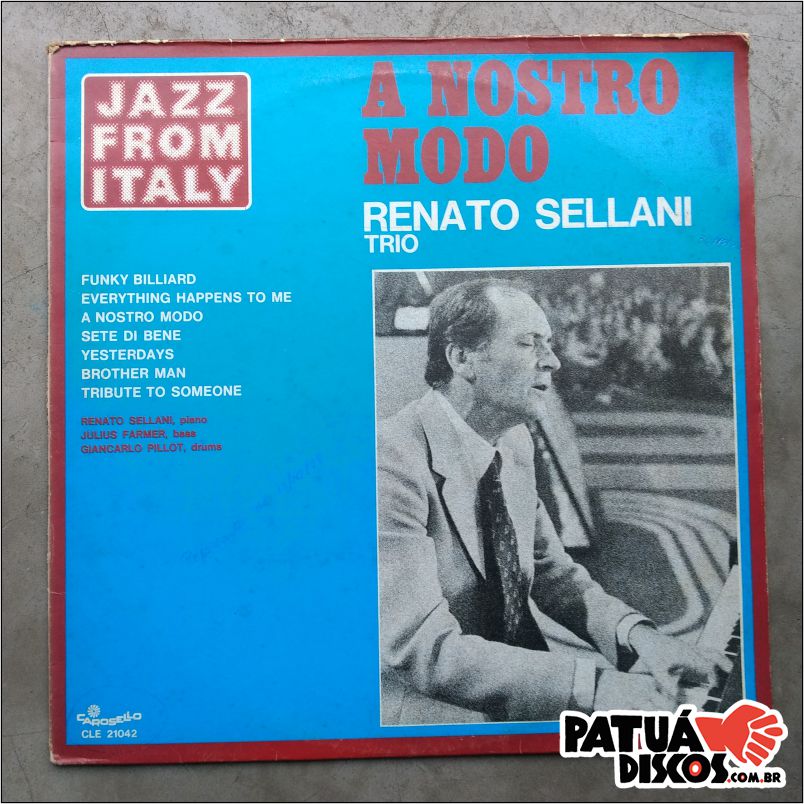 JAZZ
FROM
ITALY
A NOSTRO
MODO
RENATO SELLANI
TRIO
FUNKY BILLIARD
EVERYTHING HAPPENS TO ME
A NOSTRO MODO
SETE DI BENE
YESTERDAYS
BROTHER MAN
TRIBUTE TO SOMEONE
RENATO SELLANI, piano
JULIUS FARMER, bass
GIANCARLO PILLOT, drums
CAROSELLO
CLE 21042
PATUÁ
DISCOS.COM.BR